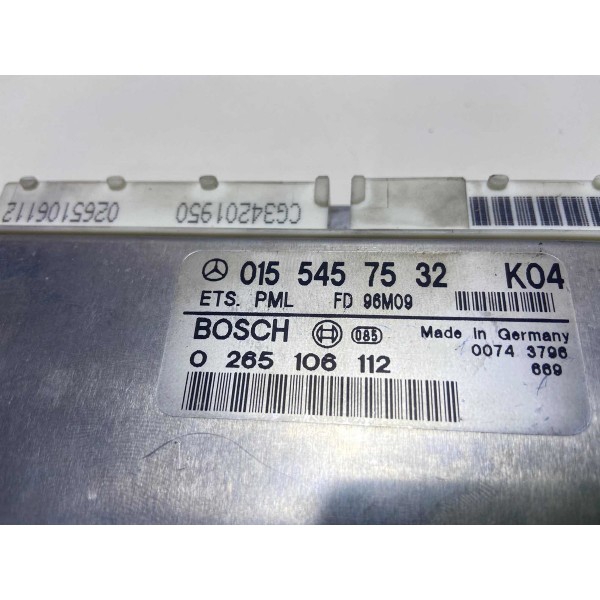 0265106112 CG34201950
015 545 75 32 K04
ETS. PML FD 96M09
BOSCH 085 Made in Germany
0 265 106 112 0074 3796
669